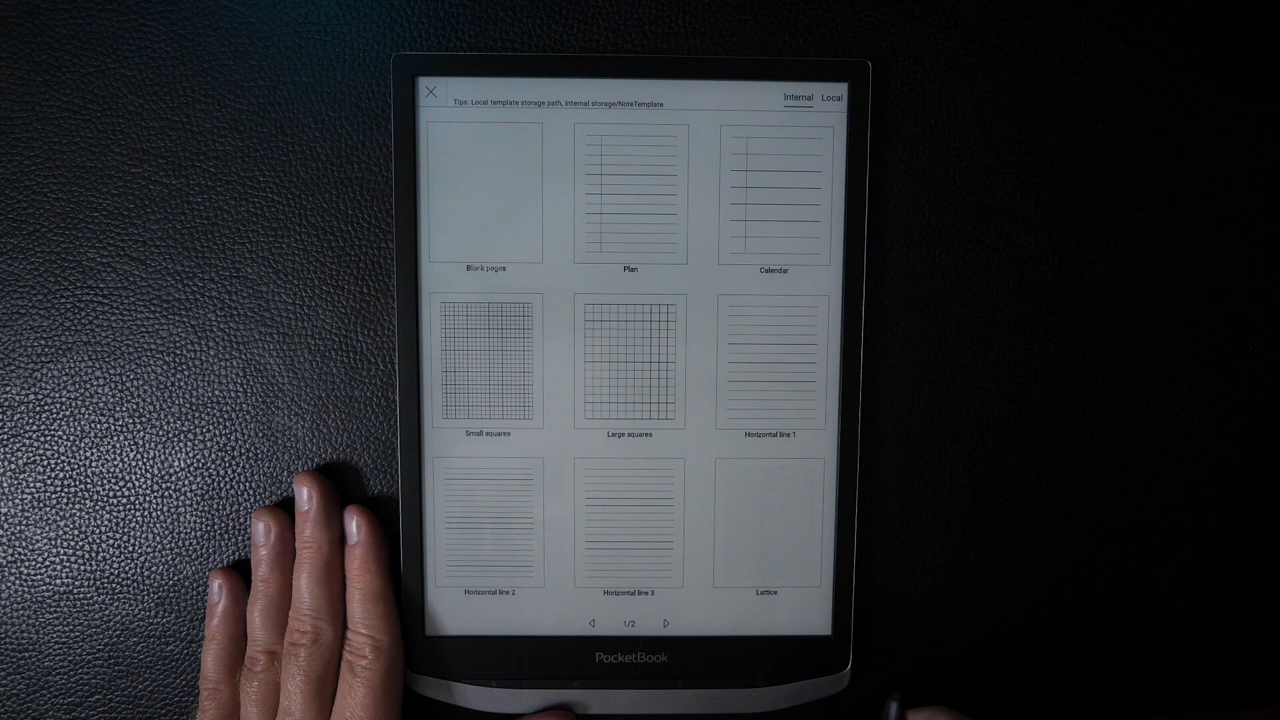 Tips: Local template storage path, Internal storage/NoteTemplate
Internal Local
Blank pages
Plan
Calendar
Small squares
Large squares
Horizontal line 1
Horizontal line 2
Horizontal line 3
Lattice
1/2
PocketBook